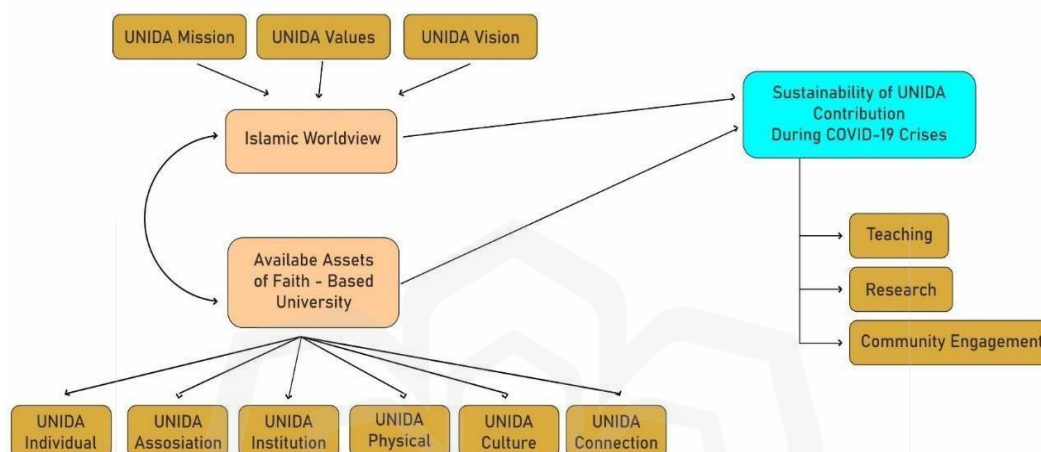 UNIDA Mission
UNIDA Values
UNIDA Vision
Islamic Worldview
Sustainability of UNIDA
Contribution
During COVID-19 Crises
Availabe Assets
of Faith - Based
University
Teaching
Research
Community Engagement
UNIDA
Individual
UNIDA
Assosiation
UNIDA
Institution
UNIDA
Physical
UNIDA
Culture
UNIDA
Connection